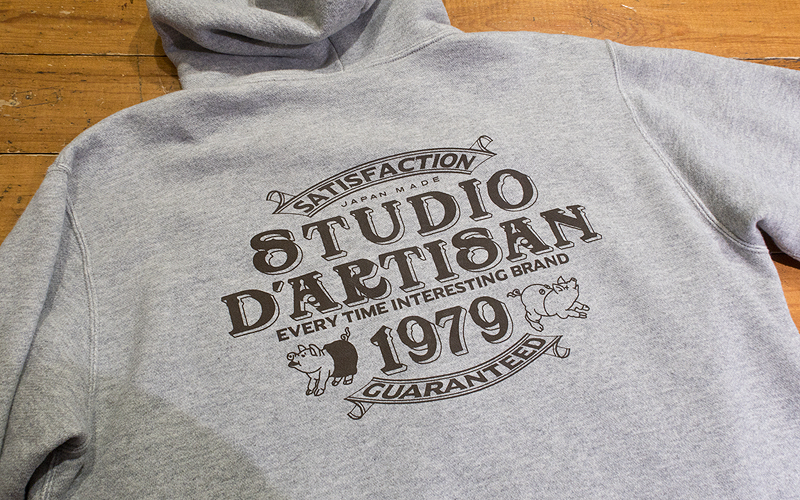 SATISFACTION
JAPAN MADE
STUDIO
D'ARTISAN
EVERY TIME INTERESTING BRAND
1979
GUARANTEED